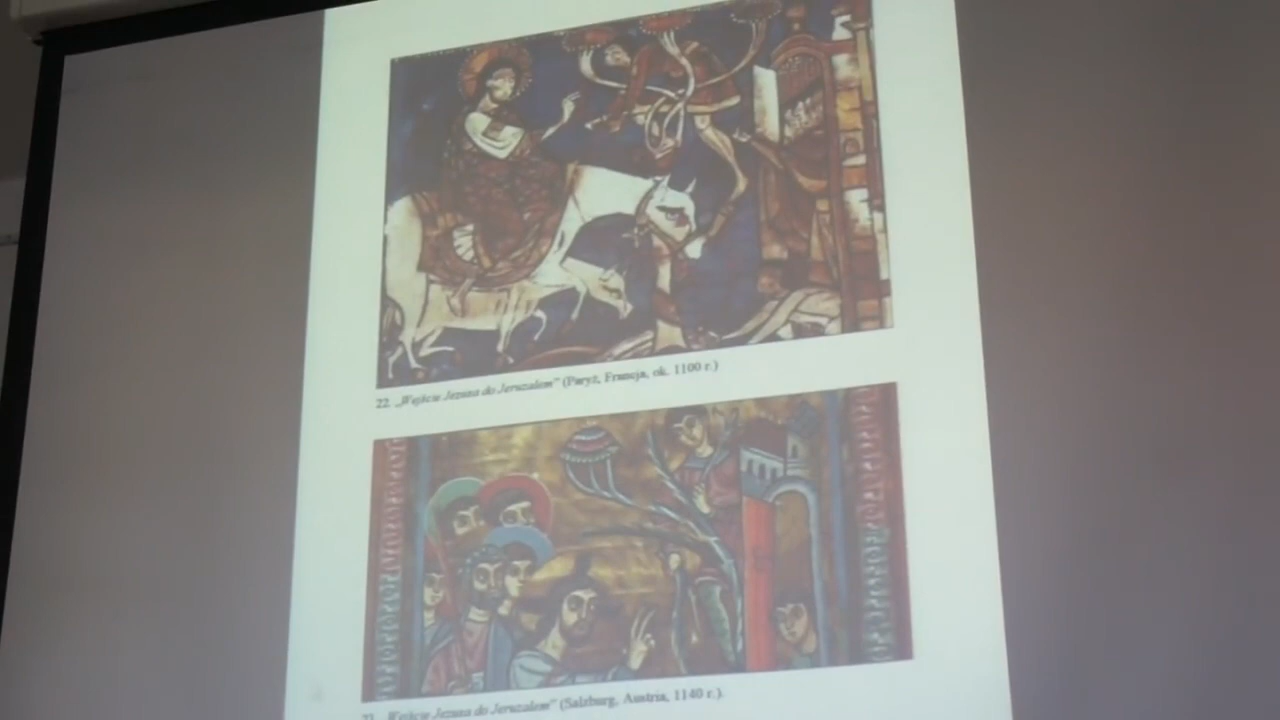 22. „Wejście Jezusa do Jeruzalem” (Paryż, Francja, ok. 1100 r.)
„Wejście Jezusa do Jeruzalem” (Salzburg, Austria, 1140 r.).